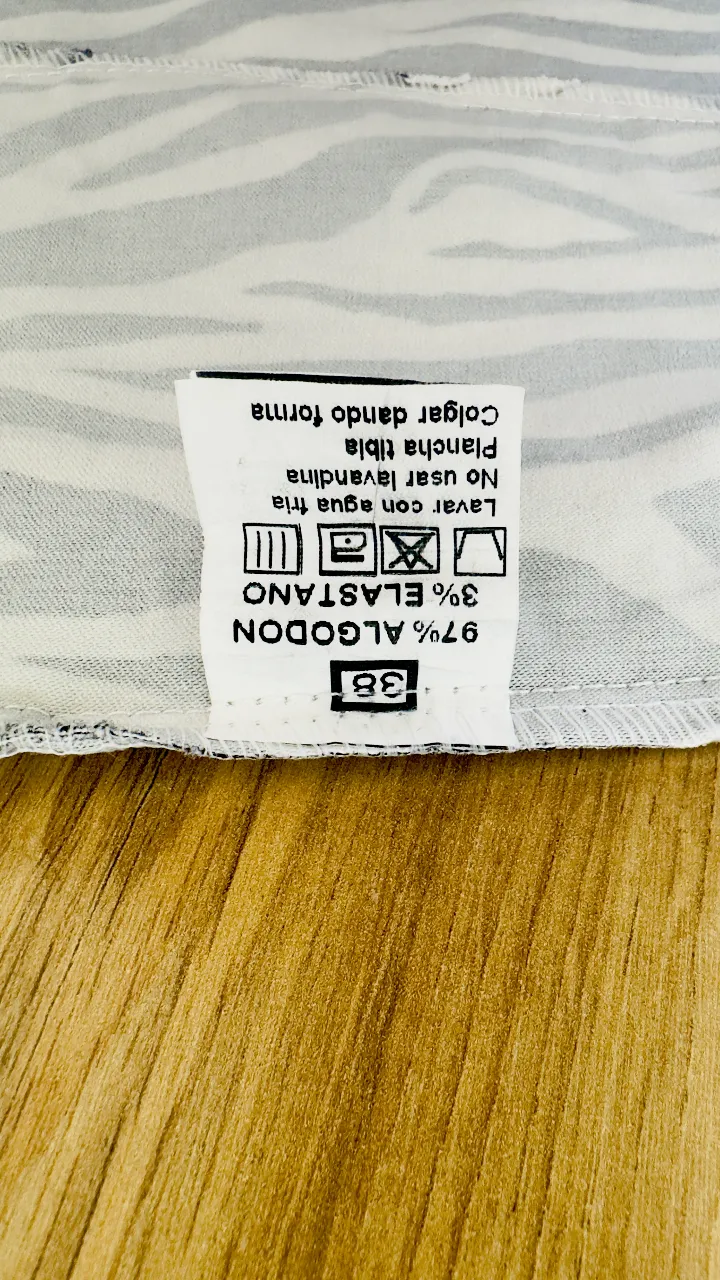 38
97% ALGODON
3% ELASTANO
Lavar con agua fria
No usar lavandina
Plancha tibia
Colgar dando forma